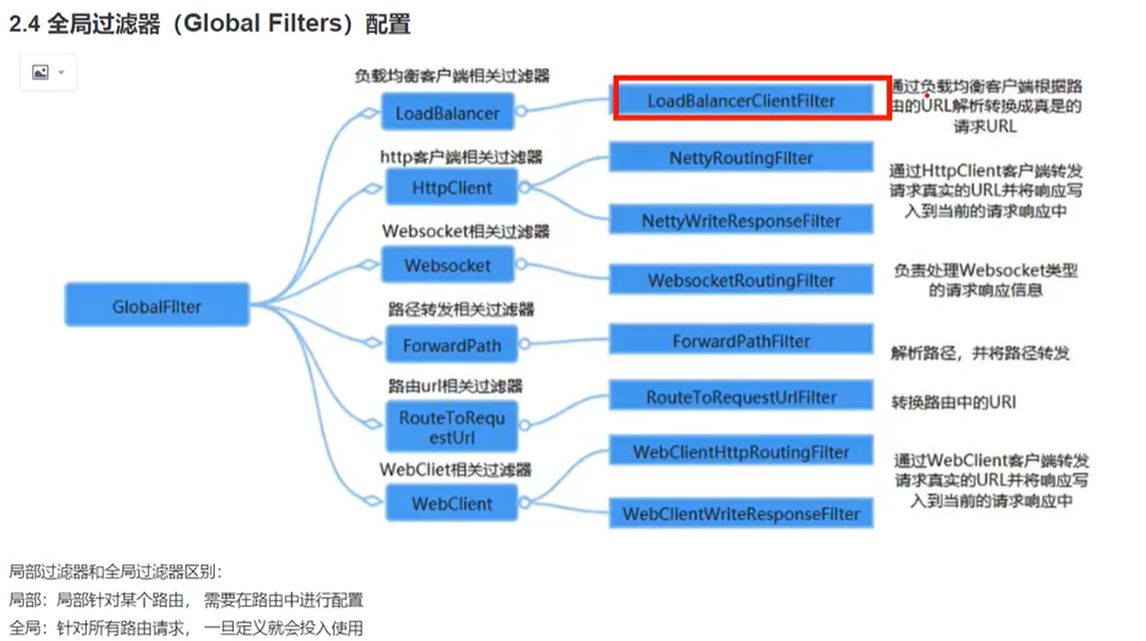 2.4 全局过滤器（Global Filters）配置
负载均衡客户端相关过滤器
LoadBalancer
LoadBalancerClientFilter
通过负载均衡客户端根据路
由的URL解析转换成真是的
请求URL
http客户端相关过滤器
HttpClient
NettyRoutingFilter
NettyWriteResponseFilter
通过HttpClient客户端转发
请求真实的URL并将响应写
入到当前的请求响应中
Websocket相关过滤器
Websocket
WebsocketRoutingFilter
负责处理Websocket类型
的请求响应信息
GlobalFIlter
路径转发相关过滤器
ForwardPath
ForwardPathFilter
解析路径，并将路径转发
路由url相关过滤器
RouteToRequ
estUrl
RouteToRequestUrlFilter
转换路由中的URI
WebCliet相关过滤器
WebClient
WebClientHttpRoutingFilter
WebClientWriteResponseFilter
通过WebClient客户端转发
请求真实的URL并将响应写
入到当前的请求响应中
局部过滤器和全局过滤器区别：
局部：局部针对某个路由， 需要在路由中进行配置
全局：针对所有路由请求， 一旦定义就会投入使用